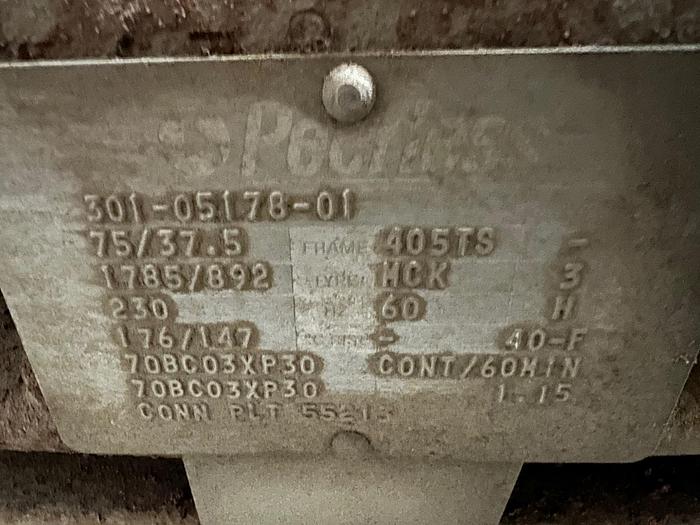 Peerless
301-05178-01
75/37.5 FRAME 405TS -
1785/892 TYPE HCK 3
230 HZ 60 H
176/147 - 40-F
70BC03XP30 CONT/60MIN
70BC03XP30 1.15
CONN PLT 55213